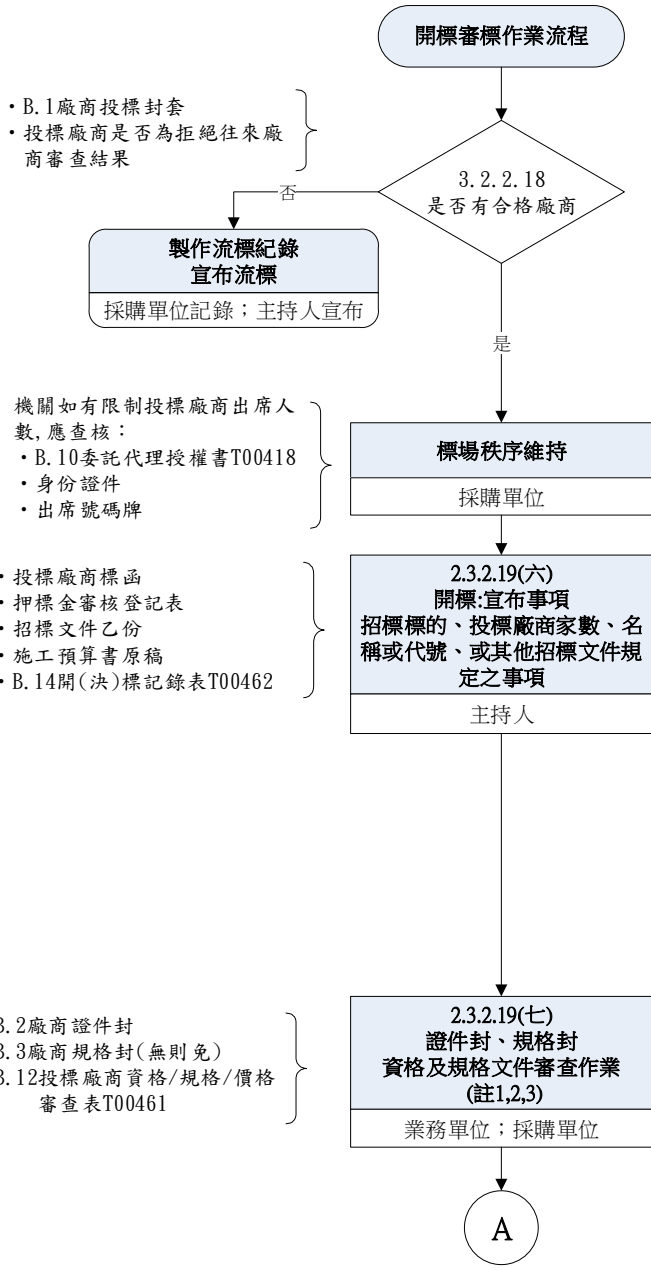 開標審標作業流程
・B.1廠商投標封套
・投標廠商是否為拒絕往來廠
商審查結果
3.2.2.18
是否有合格廠商
否
製作流標紀錄
宣布流標
採購單位記錄；主持人宣布
是
機關如有限制投標廠商出席人
數,應查核：
・B.10委託代理授權書T00418
・身份證件
・出席號碼牌
標場秩序維持
採購單位
・投標廠商標函
・押標金審核登記表
・招標文件乙份
・施工預算書原稿
・B.14開(決)標記錄表T00462
2.3.2.19(六)
開標:宣布事項
招標標的、投標廠商家數、名
稱或代號、或其他招標文件規
定之事項
主持人
3.2廠商證件封
3.3廠商規格封(無則免)
3.12投標廠商資格/規格/價格
審查表T00461
2.3.2.19(七)
證件封、規格封
資格及規格文件審查作業
(註1,2,3)
業務單位；採購單位
A